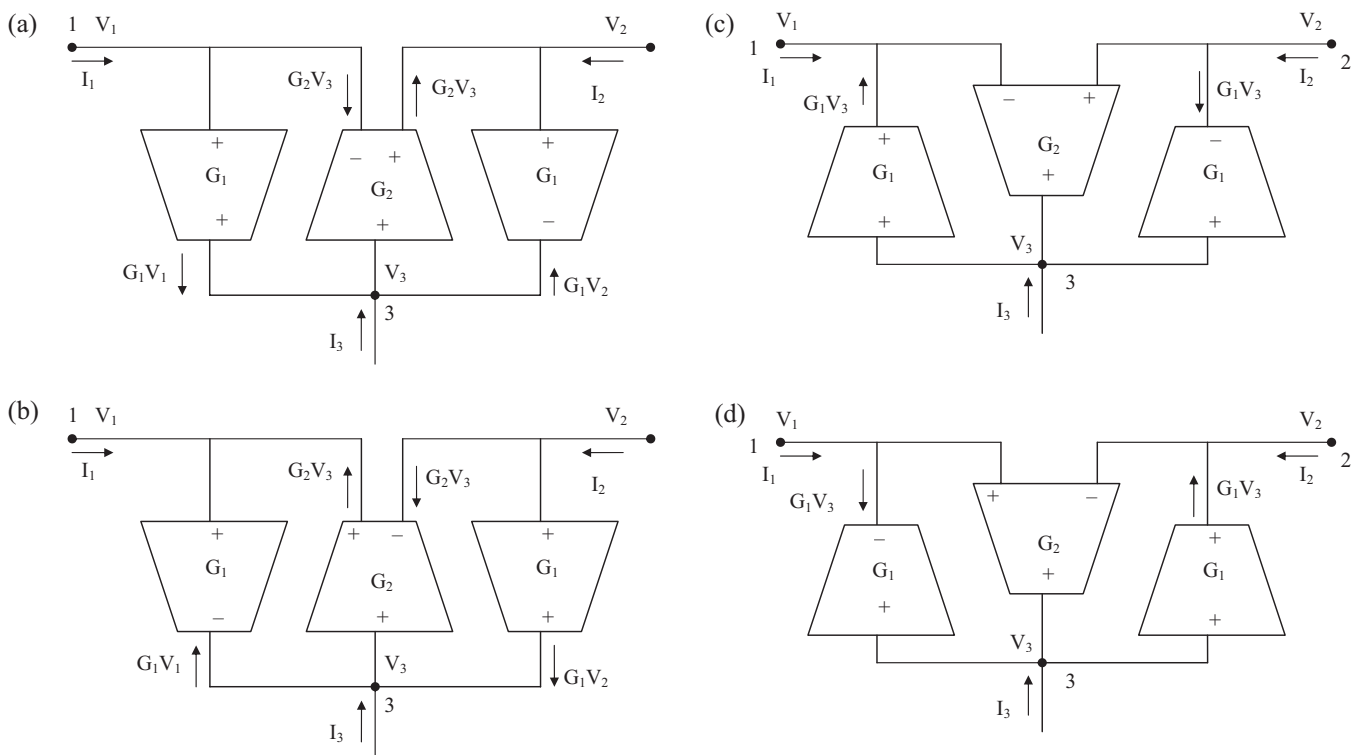 (a)
1 V₁
V₂
I₁
G₂V₃
G₂V₃
I₂
+
G₁
+
− +
G₂
+
+
G₁
−
G₁V₁
V₃
G₁V₂
3
I₃
(b)
1 V₁
V₂
I₁
G₂V₃
G₂V₃
I₂
+
G₁
−
+ −
G₂
+
+
G₁
+
G₁V₁
V₃
G₁V₂
3
I₃
(c)
V₁
V₂
1
2
I₁
I₂
G₁V₃
G₁V₃
− +
G₂
+
+
G₁
+
−
G₁
+
V₃
3
I₃
(d)
V₁
V₂
1
2
I₁
I₂
G₁V₃
G₁V₃
+ −
G₂
+
−
G₁
+
+
G₁
+
V₃
3
I₃